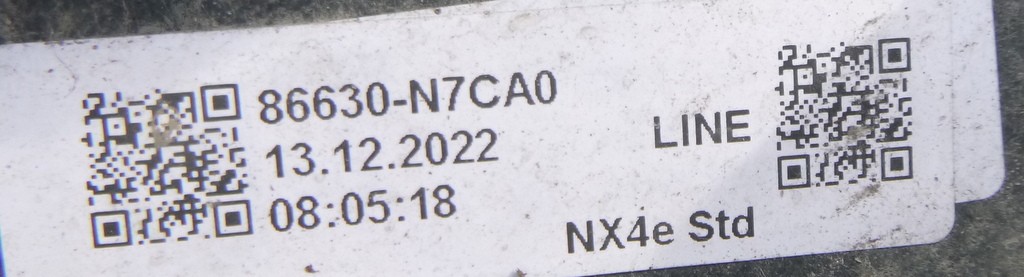 86630-N7CA0
13.12.2022
08:05:18
LINE
NX4e Std